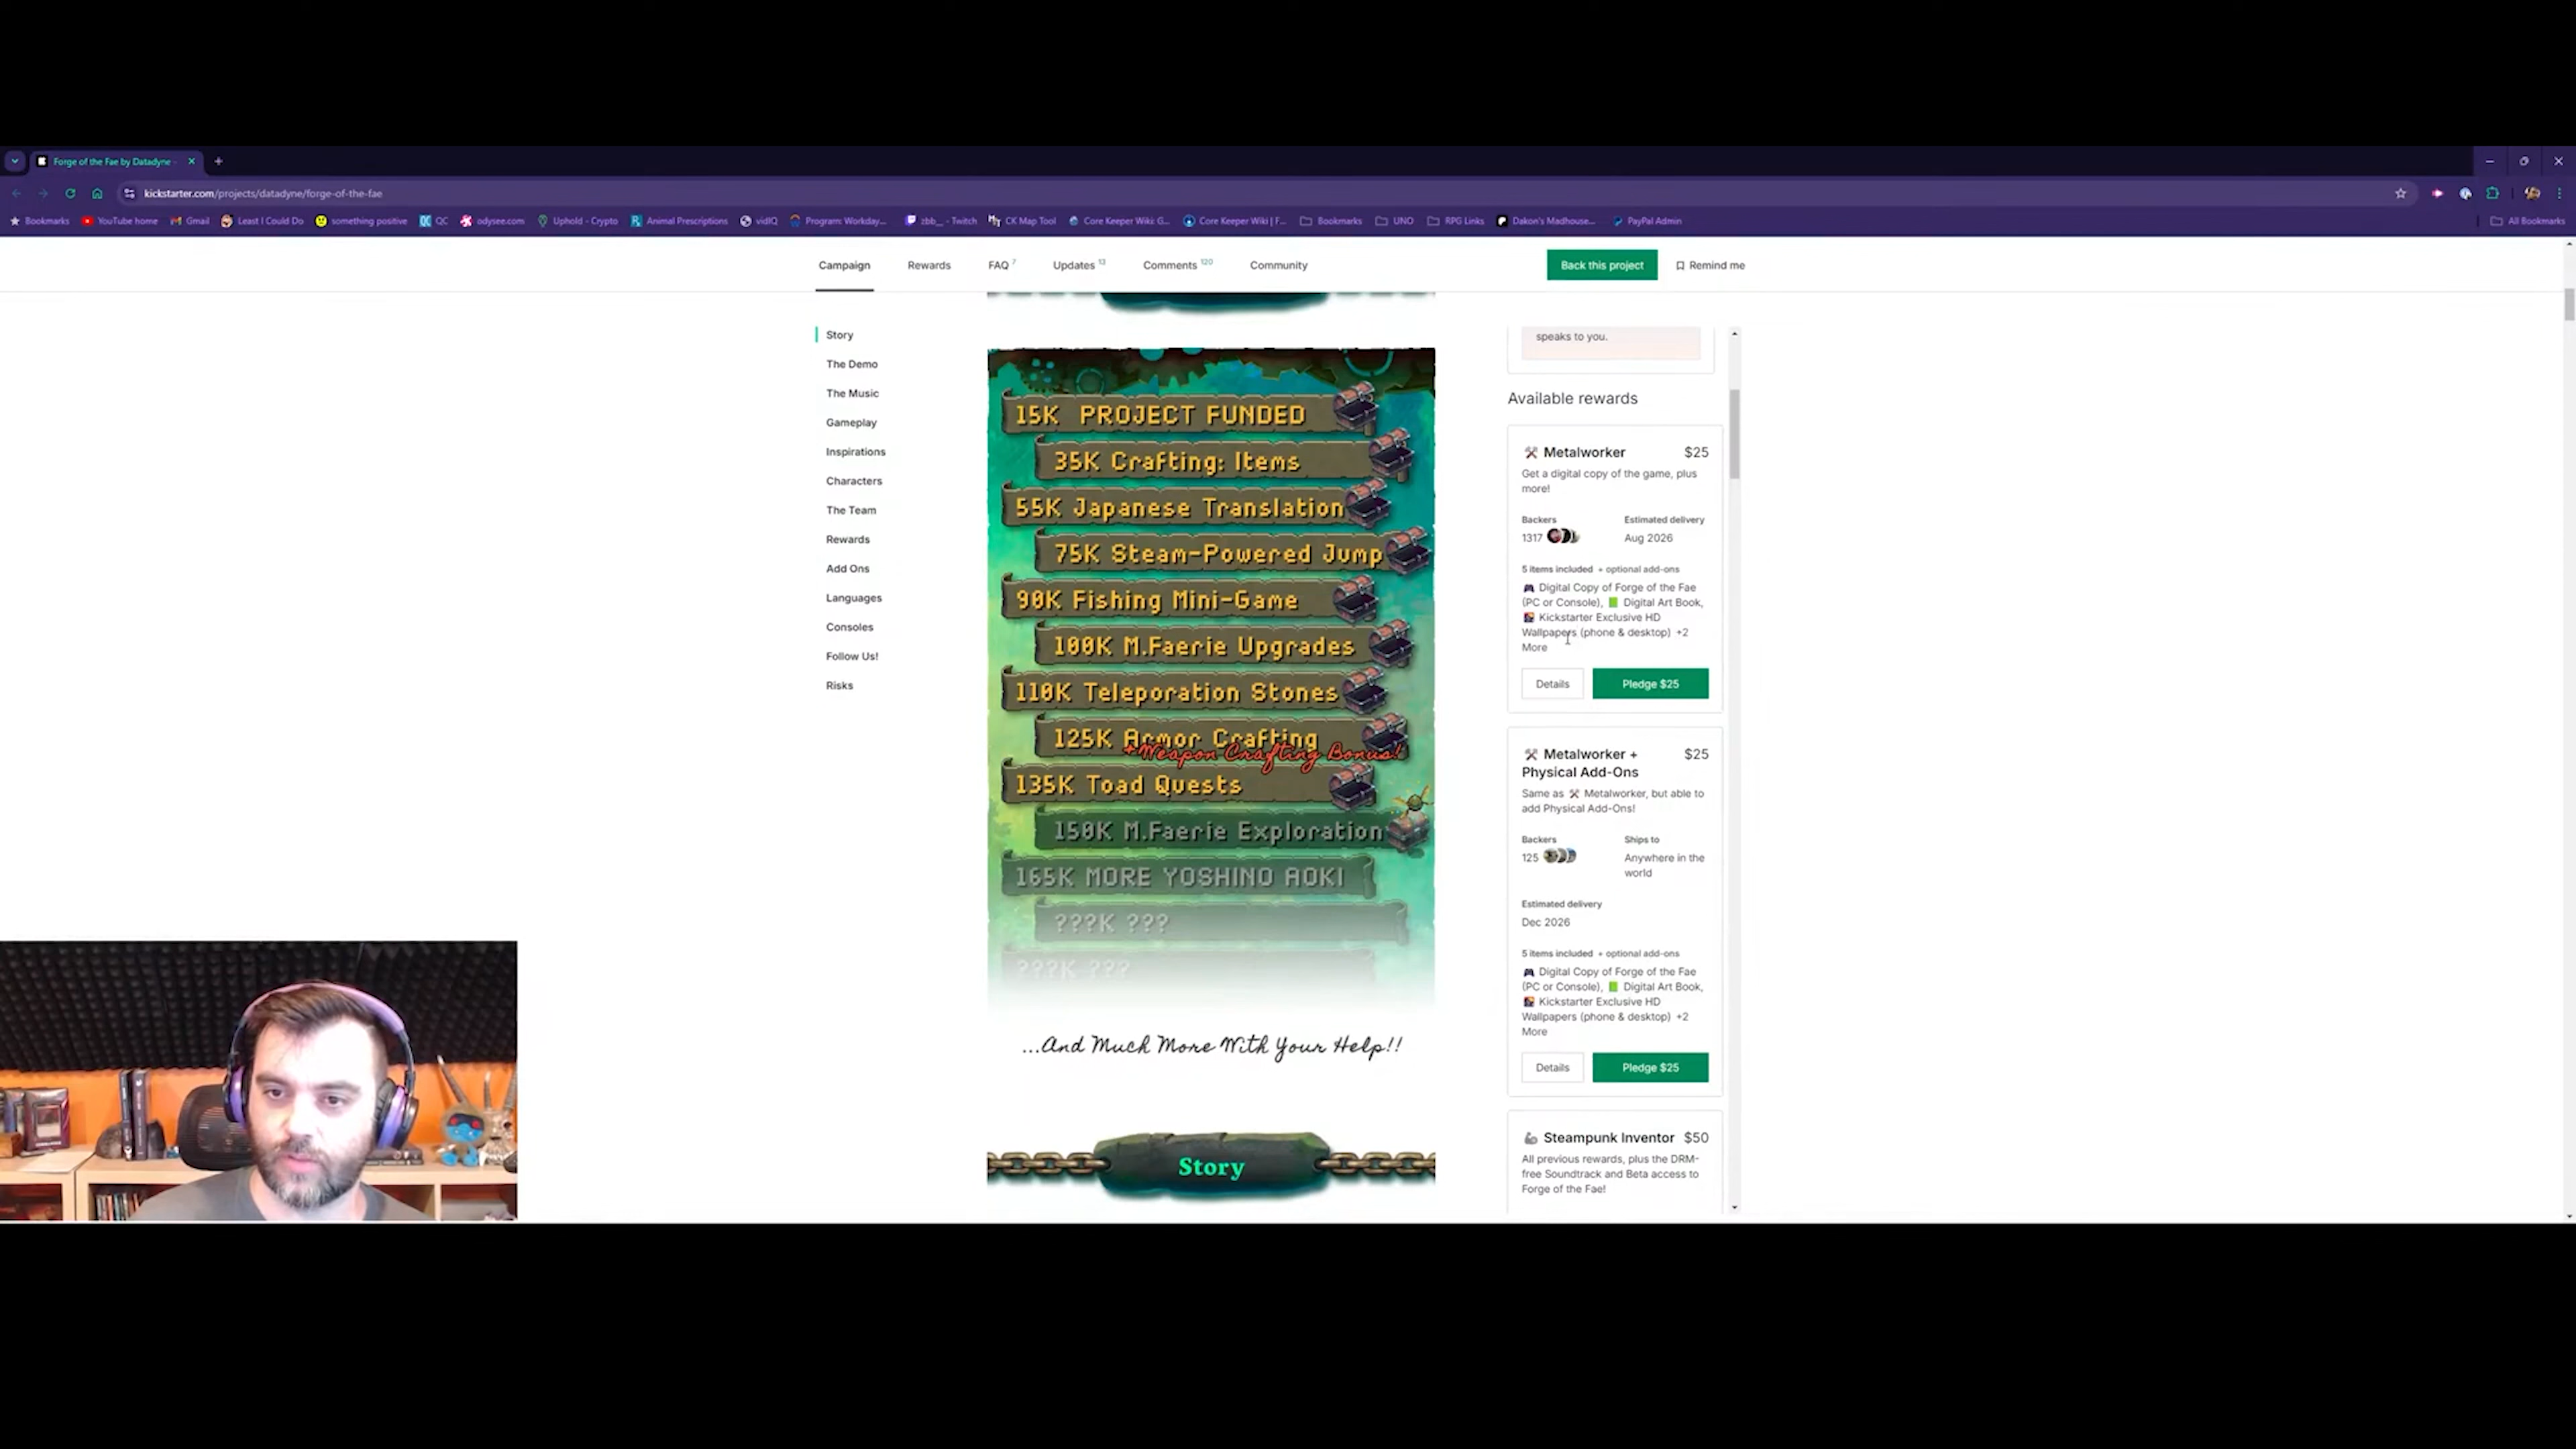 Forge of the Fae by Datadyne -
kickstarter.com/projects/datadyne/forge-of-the-fae
Bookmarks YouTube home Gmail Least I Could Do something positive QC odysee.com Uphold - Crypto Animal Prescriptions vidIQ Program: Workday... zbb__ - Twitch CK Map Tool Core Keeper Wiki: G... Core Keeper Wiki | F... Bookmarks UNO RPG Links Dakon's Madhouse... PayPal Admin All Bookmarks
Campaign Rewards FAQ 7 Updates 13 Comments 120 Community Back this project Remind me
Story
The Demo
The Music
Gameplay
Inspirations
Characters
The Team
Rewards
Add Ons
Languages
Consoles
Follow Us!
Risks
15K PROJECT FUNDED
35K Crafting: Items
55K Japanese Translation
75K Steam-Powered Jump
90K Fishing Mini-Game
100K M.Faerie Upgrades
110K Teleporation Stones
125K Armor Crafting
+Weapon Crafting Bonus!
135K Toad Quests
150K M.Faerie Exploration
165K MORE YOSHINO AOKI
???K ???
???K ???
...And Much More With Your Help!!
Story
speaks to you.
Available rewards
Metalworker $25
Get a digital copy of the game, plus
more!
Backers Estimated delivery
1317 Aug 2026
5 items included + optional add-ons
Digital Copy of Forge of the Fae
(PC or Console), Digital Art Book,
Kickstarter Exclusive HD
Wallpapers (phone & desktop) +2
More
Details Pledge $25
Metalworker + $25
Physical Add-Ons
Same as Metalworker, but able to
add Physical Add-Ons!
Backers Ships to
125 Anywhere in the
world
Estimated delivery
Dec 2026
5 items included + optional add-ons
Digital Copy of Forge of the Fae
(PC or Console), Digital Art Book,
Kickstarter Exclusive HD
Wallpapers (phone & desktop) +2
More
Details Pledge $25
Steampunk Inventor $50
All previous rewards, plus the DRM-
free Soundtrack and Beta access to
Forge of the Fae!